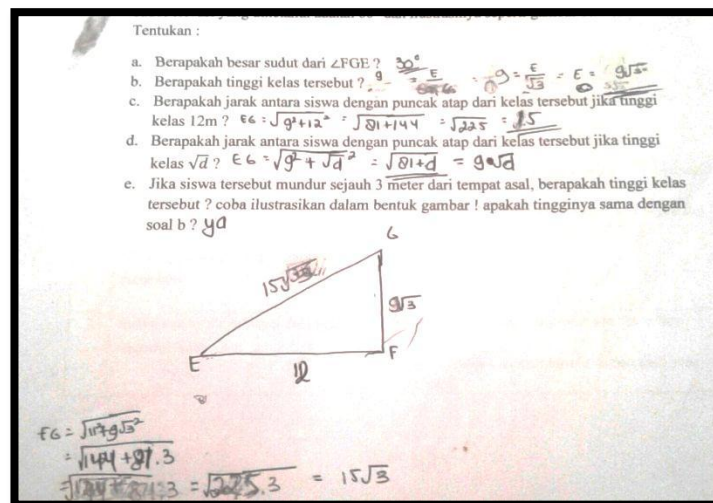 Tentukan :
a. Berapakah besar sudut dari ∠FGE ? 30°
b. Berapakah tinggi kelas tersebut ? 9 = E = 9 = E/√3 = E = 9√3
c. Berapakah jarak antara siswa dengan puncak atap dari kelas tersebut jika tinggi
kelas 12m ? EG = √9²+12² = √81+144 = √225 = 15
d. Berapakah jarak antara siswa dengan puncak atap dari kelas tersebut jika tinggi
kelas √d ? EG = √9² + √d² = √81+d = 9√d
e. Jika siswa tersebut mundur sejauh 3 meter dari tempat asal, berapakah tinggi kelas
tersebut ? coba ilustrasikan dalam bentuk gambar ! apakah tingginya sama dengan
soal b ? ya
G
15√3
9√3
E
12
F
EG = √12²+9√3²
= √144 + 81.3
= √225.3 = 15√3